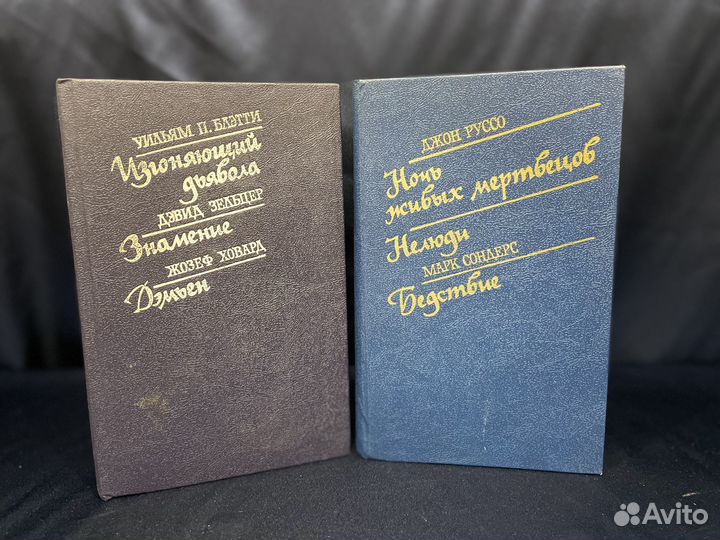 УИЛЬЯМ П. БЛЭТТИ
Изгоняющий
дьявола
ДЭВИД ЗЕЛЬЦЕР
Знамение
ЖОЗЕФ ХОВАРД
Дэмьен
ДЖОН РУССО
Ночь
живых мертвецов
Нелюди
МАРК СОНДЕРС
Бедствие
Avito